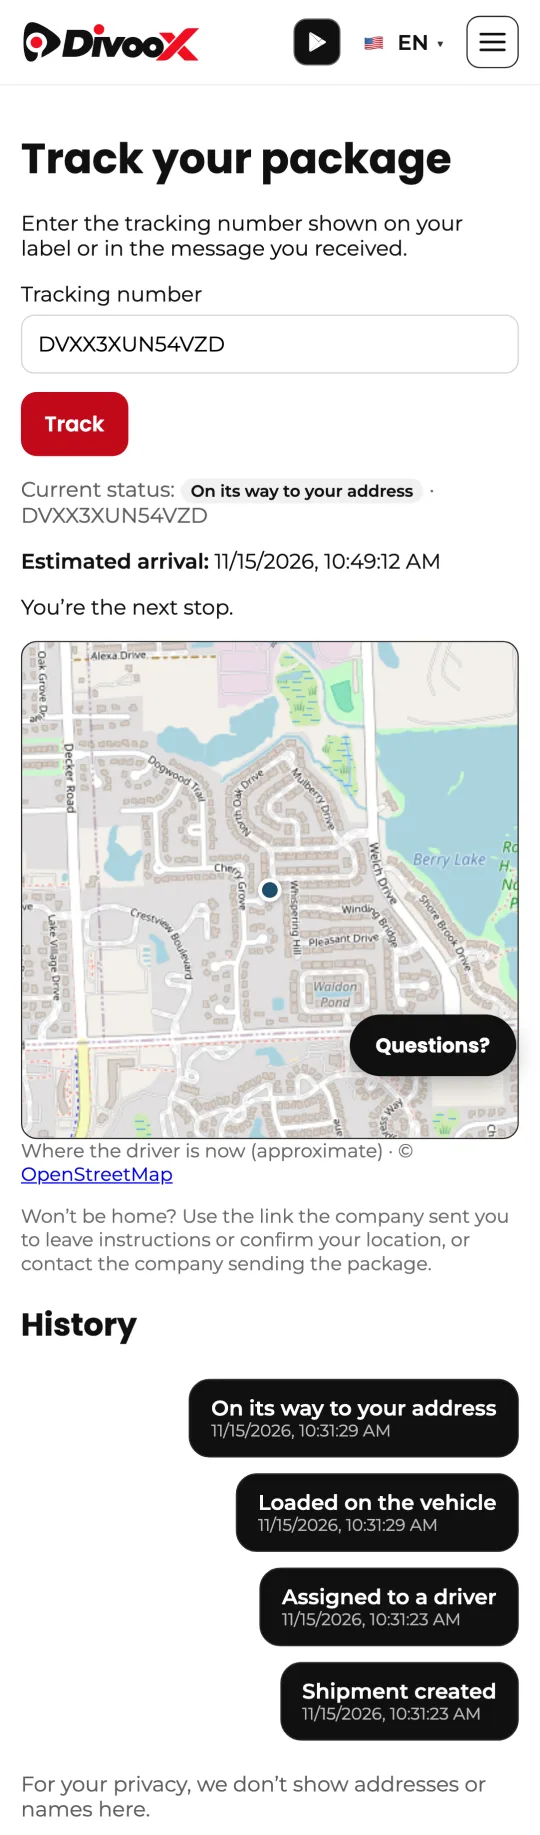 DivooX
EN
Track your package
Enter the tracking number shown on your
label or in the message you received.
Tracking number
DVXX3XUN54VZD
Track
Current status: On its way to your address ·
DVXX3XUN54VZD
Estimated arrival: 11/15/2026, 10:49:12 AM
You’re the next stop.
Alexa Drive
Oak Grove Dr
Decker Road
Dogwood Trail
North Oak Drive
Mulberry Drive
Welch Drive
Berry Lake
Cherry Grove
Whispering Hill
Winding Bridge
Pleasant Drive
Shore Brook Drive
Crestview Boulevard
Lake Village Drive
Waldon
Pond
Questions?
Where the driver is now (approximate) · ©
OpenStreetMap
Won’t be home? Use the link the company sent you
to leave instructions or confirm your location, or
contact the company sending the package.
History
On its way to your address
11/15/2026, 10:31:29 AM
Loaded on the vehicle
11/15/2026, 10:31:29 AM
Assigned to a driver
11/15/2026, 10:31:23 AM
Shipment created
11/15/2026, 10:31:23 AM
For your privacy, we don’t show addresses or
names here.